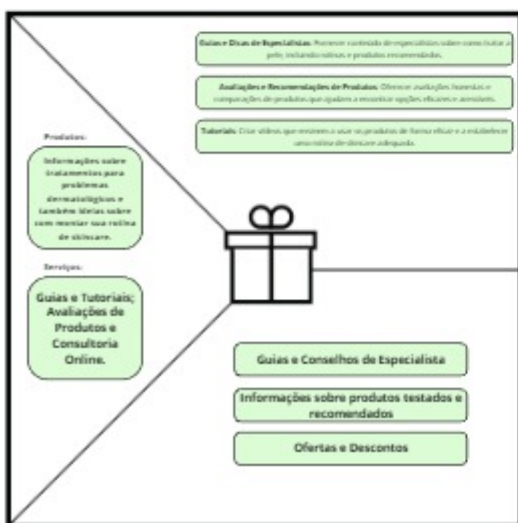 Guias e Dicas de Especialistas: Fornecer conteúdo de especialistas sobre como tratar a
pele, incluindo rotinas e produtos recomendados.
Avaliações e Recomendações de Produtos: Oferecer avaliações honestas e
comparações de produtos que ajudam a encontrar opções eficazes e acessíveis.
Tutoriais: Criar vídeos que ensinem a usar os produtos de forma eficaz e a estabelecer
uma rotina de skincare adequada.
Produtos:
Informações sobre
tratamentos para
problemas
dermatológicos e
também ideias sobre
com montar sua rotina
de skincare.
Serviços:
Guias e Tutoriais;
Avaliações de
Produtos e
Consultoria
Online.
Guias e Conselhos de Especialista
Informações sobre produtos testados e
recomendados
Ofertas e Descontos